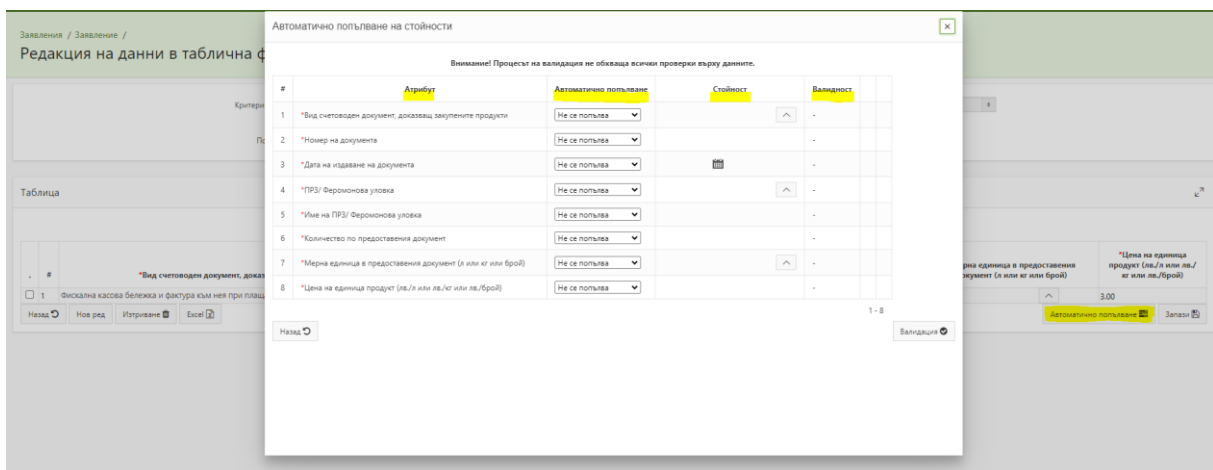 Заявления / Заявление /
Редакция на данни в таблична ф
Критери
По
Автоматично попълване на стойности
Внимание! Процесът на валидация не обхваща всички проверки върху данните.
# Атрибут Автоматично попълване Стойност Валидност
1 *Вид счетоводен документ, доказващ закупените продукти Не се попълва -
2 *Номер на документа Не се попълва -
3 *Дата на издаване на документа Не се попълва -
4 *ПРЗ/ Феромонова уловка Не се попълва -
5 *Име на ПРЗ/ Феромонова уловка Не се попълва -
6 *Количество по предоставения документ Не се попълва -
7 *Мерна единица в предоставения документ (л или кг или брой) Не се попълва -
8 *Цена на единица продукт (лв./л или лв./кг или лв./брой) Не се попълва -
1 - 8
Назад Валидация
Таблица
. # *Вид счетоводен документ, доказ
рна единица в предоставения
окумент (л или кг или брой)
*Цена на единица
продукт (лв./л или лв./
кг или лв./брой)
1 Фискална касова бележка и фактура към нея при плащ 3.00
Назад Нов ред Изтриване Excel Автоматично попълване Запази